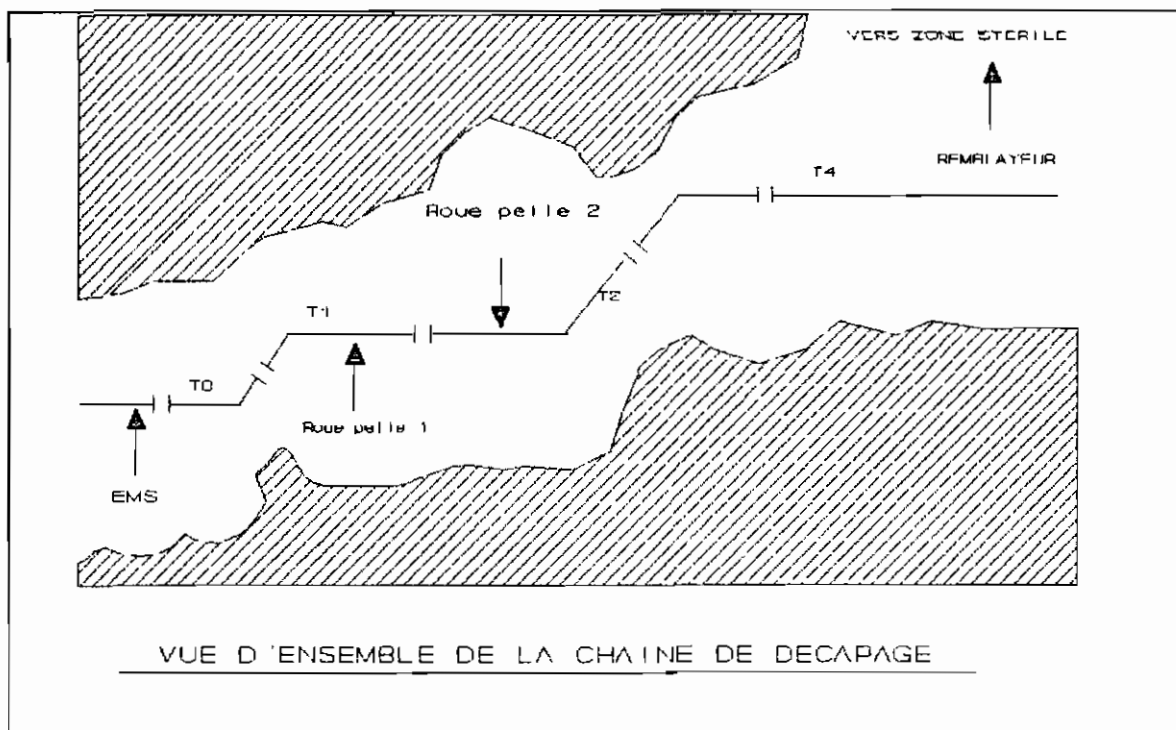 VERS ZONE STERILE
REMBLAYEUR
T4
Roue pelle 2
T2
T1
T0
Roue pelle 1
EMS
VUE D'ENSEMBLE DE LA CHAINE DE DECAPAGE